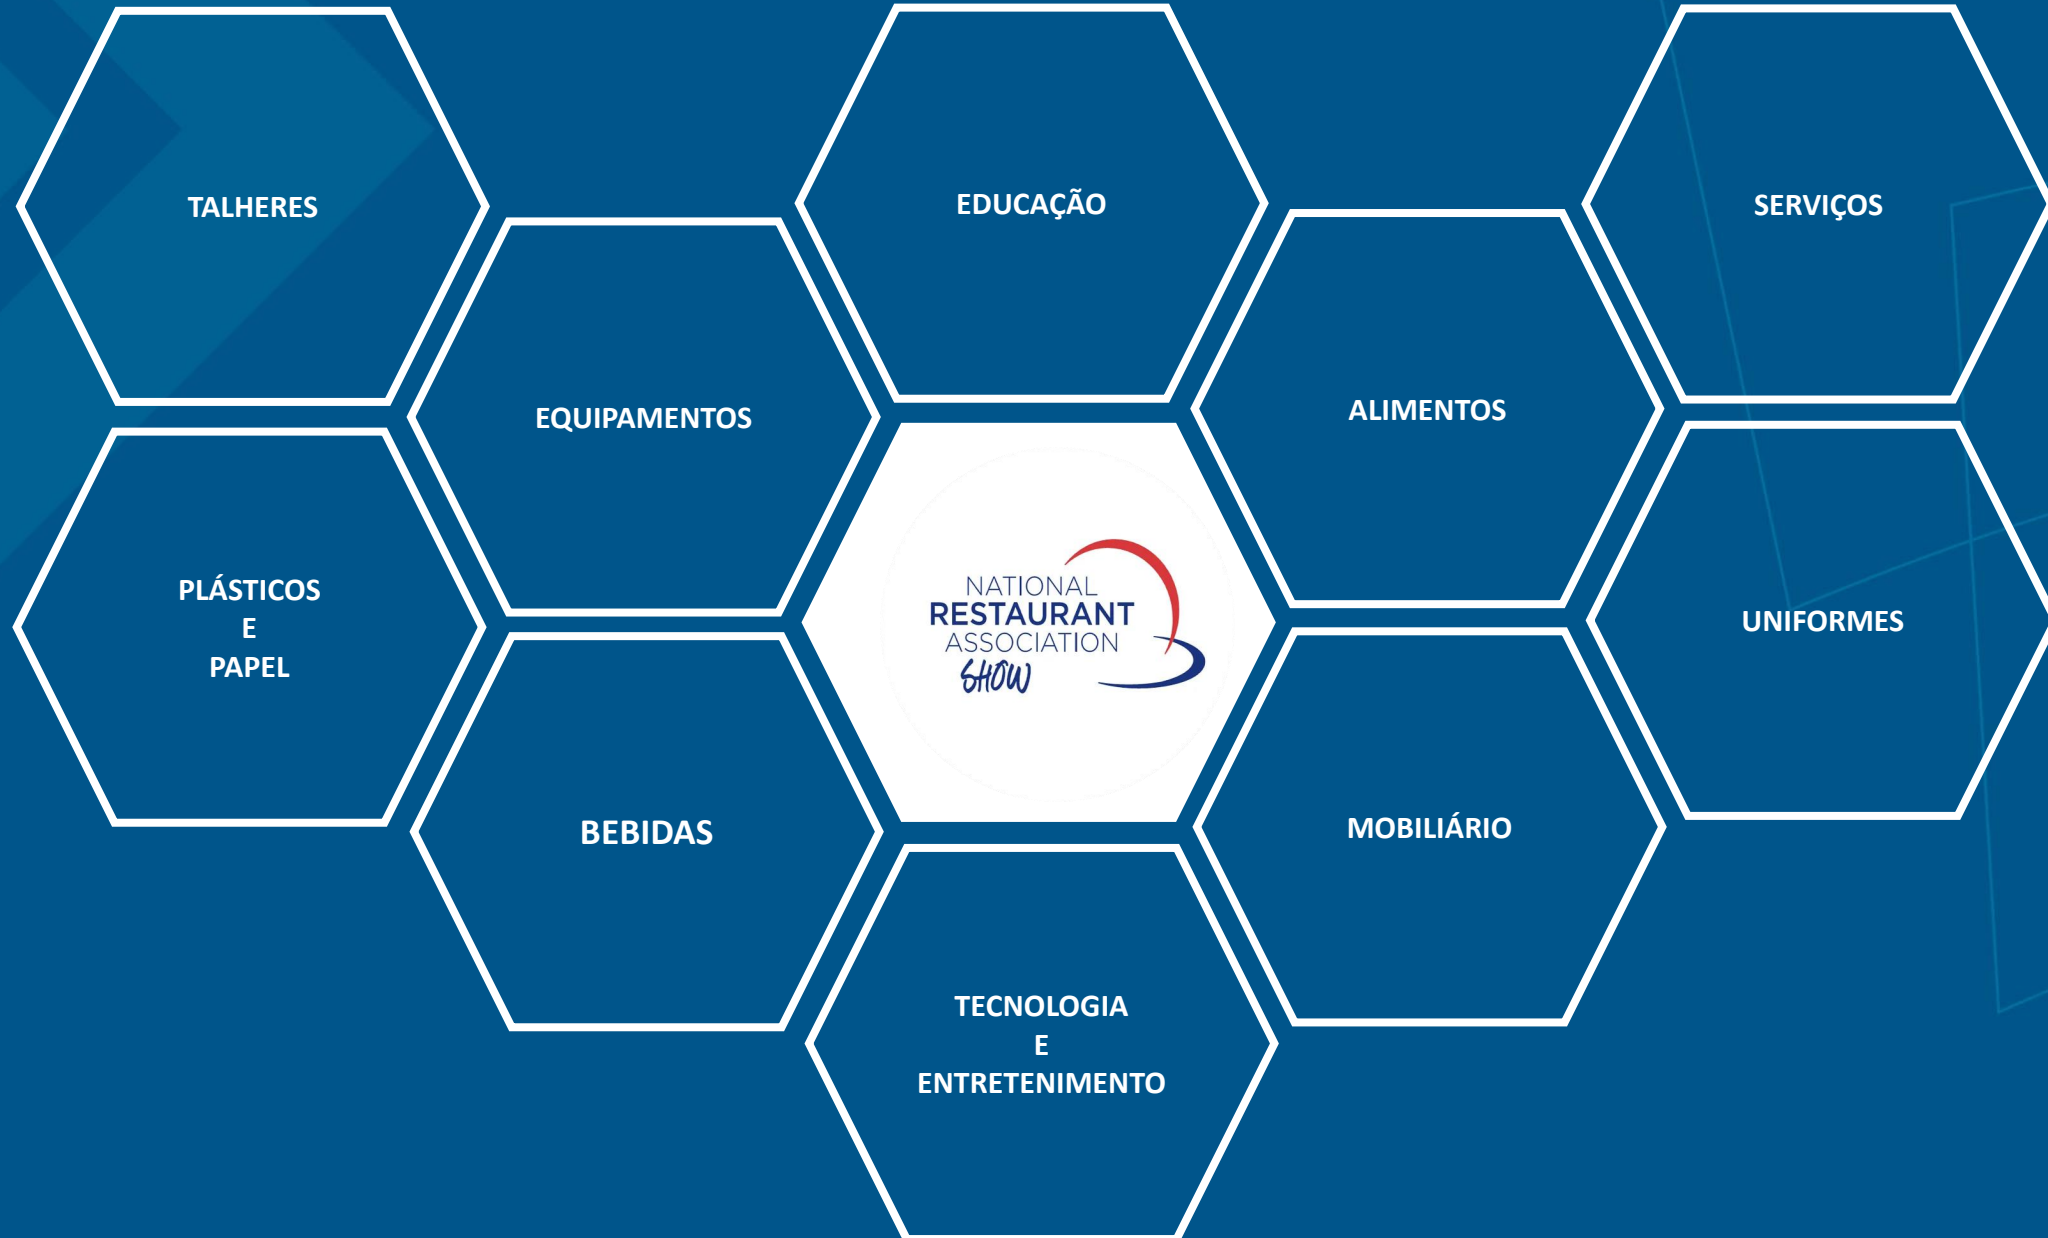 TALHERES
EDUCAÇÃO
SERVIÇOS
EQUIPAMENTOS
ALIMENTOS
PLÁSTICOS
E
PAPEL
NATIONAL
RESTAURANT
ASSOCIATION
SHOW
UNIFORMES
BEBIDAS
MOBILIÁRIO
TECNOLOGIA
E
ENTRETENIMENTO